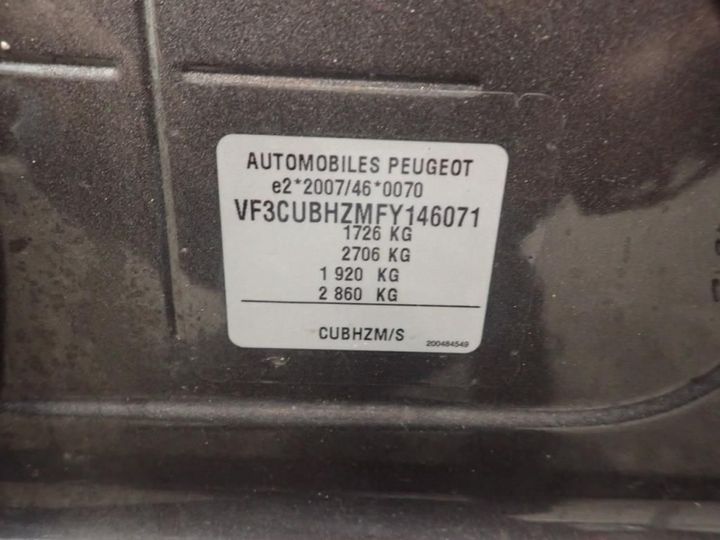 AUTOMOBILES PEUGEOT
e2*2007/46*0070
VF3CUBHZMFY146071
1726 KG
2706 KG
1 920 KG
2 860 KG
CUBHZM/S
200484549